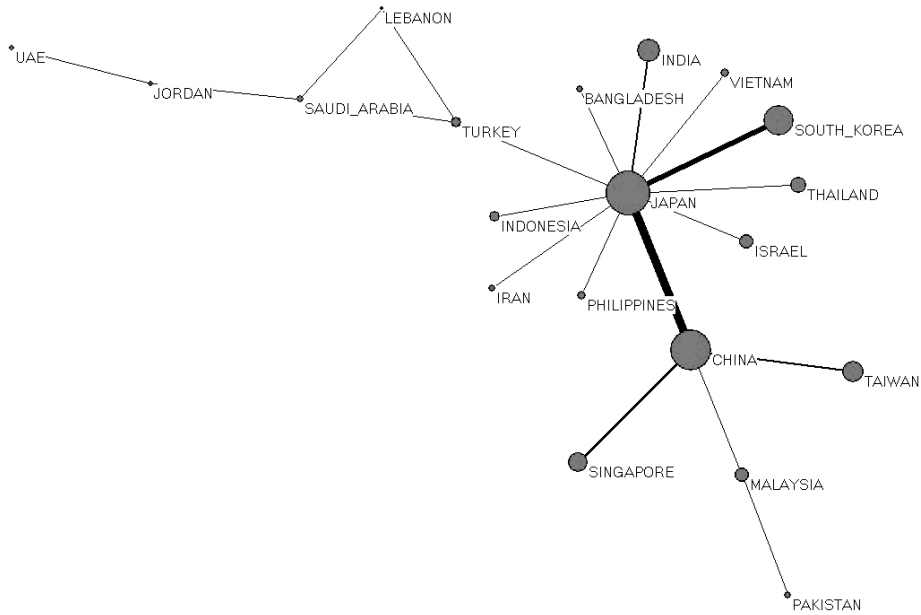 LEBANON
UAE
INDIA
JORDAN
VIETNAM
BANGLADESH
SAUDI_ARABIA
TURKEY
SOUTH_KOREA
THAILAND
JAPAN
INDONESIA
ISRAEL
IRAN
PHILIPPINES
CHINA
TAIWAN
SINGAPORE
MALAYSIA
PAKISTAN